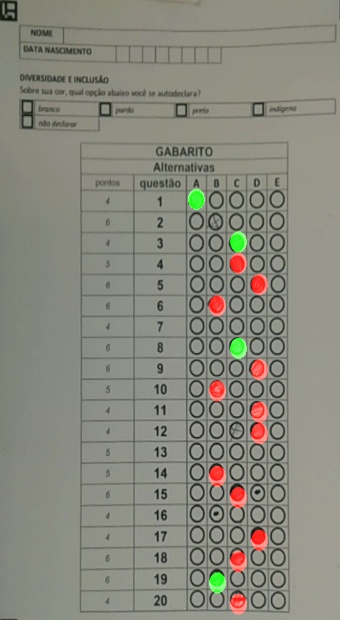 NOME
DATA NASCIMENTO
DIVERSIDADE E INCLUSÃO
Sobre sua cor, qual opção abaixo você se autodeclara?
branco pardo preto indígena
não declarar
GABARITO
Alternativas
pontos questão A B C D E
4 1
6 2
4 3
5 4
6 5
6 6
4 7
6 8
6 9
5 10
4 11
4 12
5 13
5 14
6 15
4 16
4 17
6 18
6 19
4 20